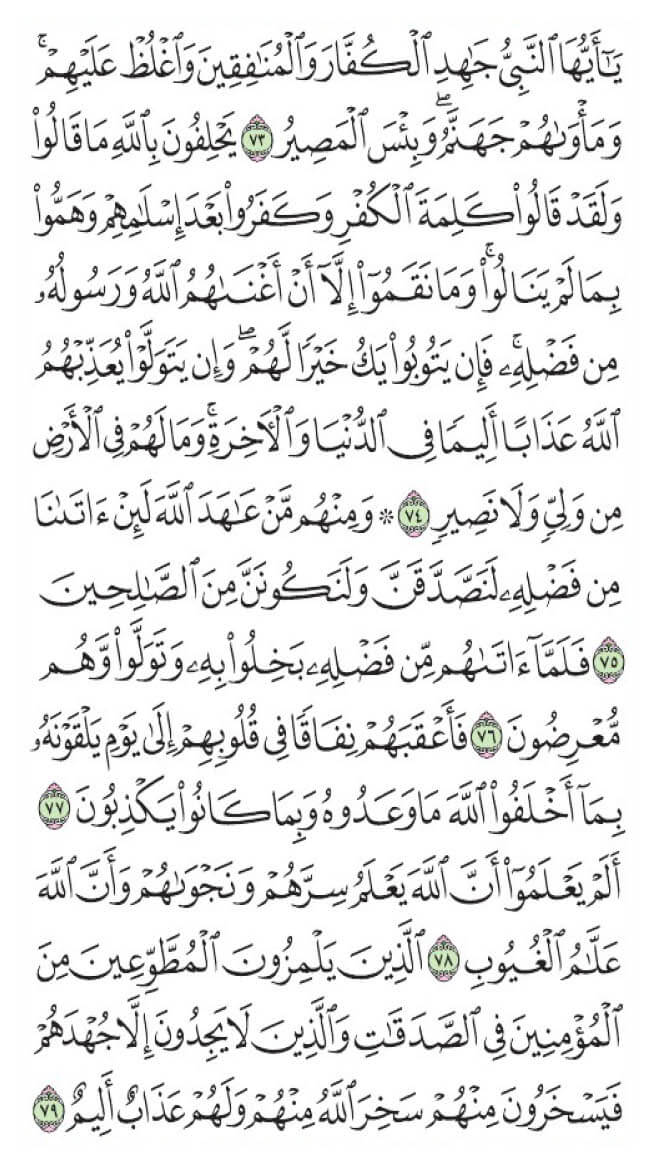 يَٰٓأَيُّهَا ٱلنَّبِيُّ جَٰهِدِ ٱلۡكُفَّارَ وَٱلۡمُنَٰفِقِينَ وَٱغۡلُظۡ عَلَيۡهِمۡۚ
وَمَأۡوَىٰهُمۡ جَهَنَّمُۖ وَبِئۡسَ ٱلۡمَصِيرُ ٧٣ يَحۡلِفُونَ بِٱللَّهِ مَا قَالُواْ
وَلَقَدۡ قَالُواْ كَلِمَةَ ٱلۡكُفۡرِ وَكَفَرُواْ بَعۡدَ إِسۡلَٰمِهِمۡ وَهَمُّواْ
بِمَا لَمۡ يَنَالُواْۚ وَمَا نَقَمُوٓاْ إِلَّآ أَنۡ أَغۡنَىٰهُمُ ٱللَّهُ وَرَسُولُهُۥ
مِن فَضۡلِهِۦۚ فَإِن يَتُوبُواْ يَكُ خَيۡرٗا لَّهُمۡۖ وَإِن يَتَوَلَّوۡاْ يُعَذِّبۡهُمُ
ٱللَّهُ عَذَابًا أَلِيمٗا فِي ٱلدُّنۡيَا وَٱلۡأٓخِرَةِۚ وَمَا لَهُمۡ فِي ٱلۡأَرۡضِ
مِن وَلِيّٖ وَلَا نَصِيرٖ ٧٤ ۞ وَمِنۡهُم مَّنۡ عَٰهَدَ ٱللَّهَ لَئِنۡ ءَاتَىٰنَا
مِن فَضۡلِهِۦ لَنَصَّدَّقَنَّ وَلَنَكُونَنَّ مِنَ ٱلصَّٰلِحِينَ
٧٥ فَلَمَّآ ءَاتَىٰهُم مِّن فَضۡلِهِۦ بَخِلُواْ بِهِۦ وَتَوَلَّواْ وَّهُم
مُّعۡرِضُونَ ٧٦ فَأَعۡقَبَهُمۡ نِفَاقٗا فِي قُلُوبِهِمۡ إِلَىٰ يَوۡمِ يَلۡقَوۡنَهُۥ
بِمَآ أَخۡلَفُواْ ٱللَّهَ مَا وَعَدُوهُ وَبِمَا كَانُواْ يَكۡذِبُونَ ٧٧
أَلَمۡ يَعۡلَمُوٓاْ أَنَّ ٱللَّهَ يَعۡلَمُ سِرَّهُمۡ وَنَجۡوَىٰهُمۡ وَأَنَّ ٱللَّهَ
عَلَّٰمُ ٱلۡغُيُوبِ ٧٨ ٱلَّذِينَ يَلۡمِزُونَ ٱلۡمُطَّوِّعِينَ مِنَ
ٱلۡمُؤۡمِنِينَ فِي ٱلصَّدَقَٰتِ وَٱلَّذِينَ لَا يَجِدُونَ إِلَّا جُهۡدَهُمۡ
فَيَسۡخَرُونَ مِنۡهُمۡ سَخِرَ ٱللَّهُ مِنۡهُمۡ وَلَهُمۡ عَذَابٌ أَلِيمٌ ٧٩